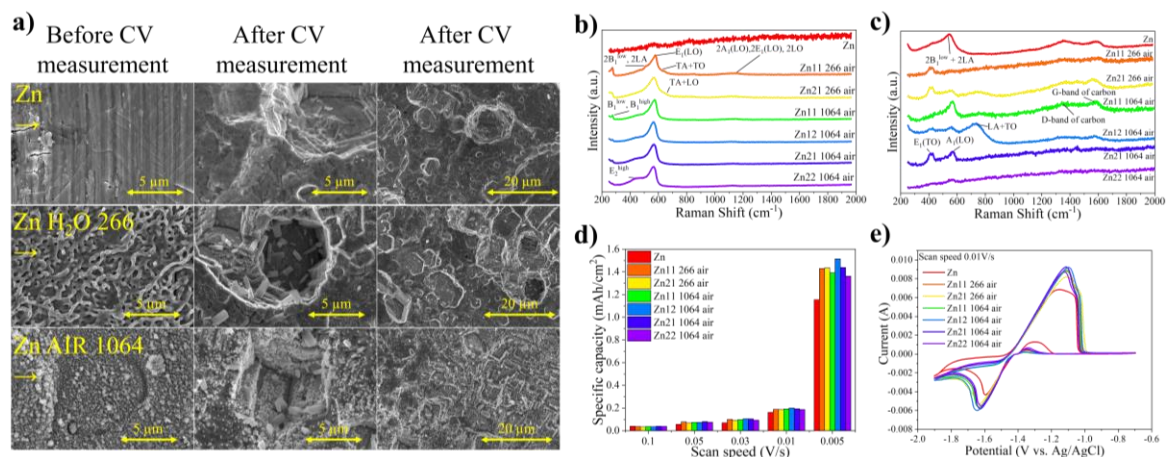 a)
Before CV
measurement
After CV
measurement
After CV
measurement
Zn
5 µm
5 µm
20 µm
Zn H₂O 266
5 µm
5 µm
20 µm
Zn AIR 1064
5 µm
5 µm
20 µm
b)
Intensity (a.u.)
E₁(LO)
2A₁(LO),2E₁(LO), 2LO
Zn
2B₁ˡᵒʷ, 2LA
TA+TO
Zn11 266 air
TA+LO
Zn21 266 air
B₁ˡᵒʷ, B₁ʰⁱᵍʰ
Zn11 1064 air
Zn12 1064 air
Zn21 1064 air
E₂ʰⁱᵍʰ
Zn22 1064 air
200 400 600 800 1000 1200 1400 1600 1800 2000
Raman Shift (cm⁻¹)
c)
Intensity (a.u.)
Zn
2B₁ˡᵒʷ + 2LA
Zn11 266 air
Zn21 266 air
G-band of carbon
Zn11 1064 air
D-band of carbon
LA+TO
Zn12 1064 air
E₁(TO)
A₁(LO)
Zn21 1064 air
Zn22 1064 air
400 600 800 1000 1200 1400 1600 1800 2000
Raman Shift (cm⁻¹)
d)
Specific capacity (mAh/cm²)
1.6
1.4
1.2
1.0
0.8
0.6
0.4
0.2
0.0
Zn
Zn11 266 air
Zn21 266 air
Zn11 1064 air
Zn12 1064 air
Zn21 1064 air
Zn22 1064 air
0.1 0.05 0.03 0.01 0.005
Scan speed (V/s)
e)
Current (A)
Scan speed 0.01V/s
0.010
0.008
0.006
0.004
0.002
0.000
-0.002
-0.004
-0.006
Zn
Zn11 266 air
Zn21 266 air
Zn11 1064 air
Zn12 1064 air
Zn21 1064 air
Zn22 1064 air
-2.0 -1.8 -1.6 -1.4 -1.2 -1.0 -0.8 -0.6
Potential (V vs. Ag/AgCl)